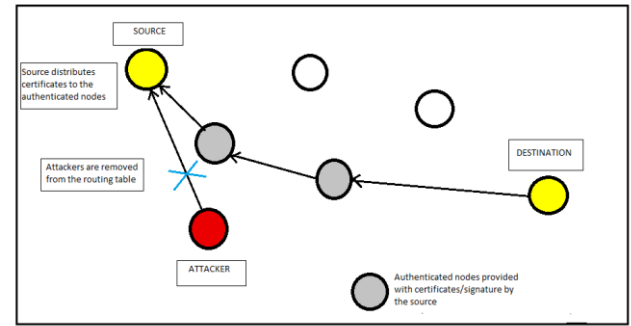 SOURCE
Source distributes
certificates to the
authenticated nodes
Attackers are removed
from the routing table
DESTINATION
ATTACKER
Authenticated nodes provided
with certificates/signature by
the source